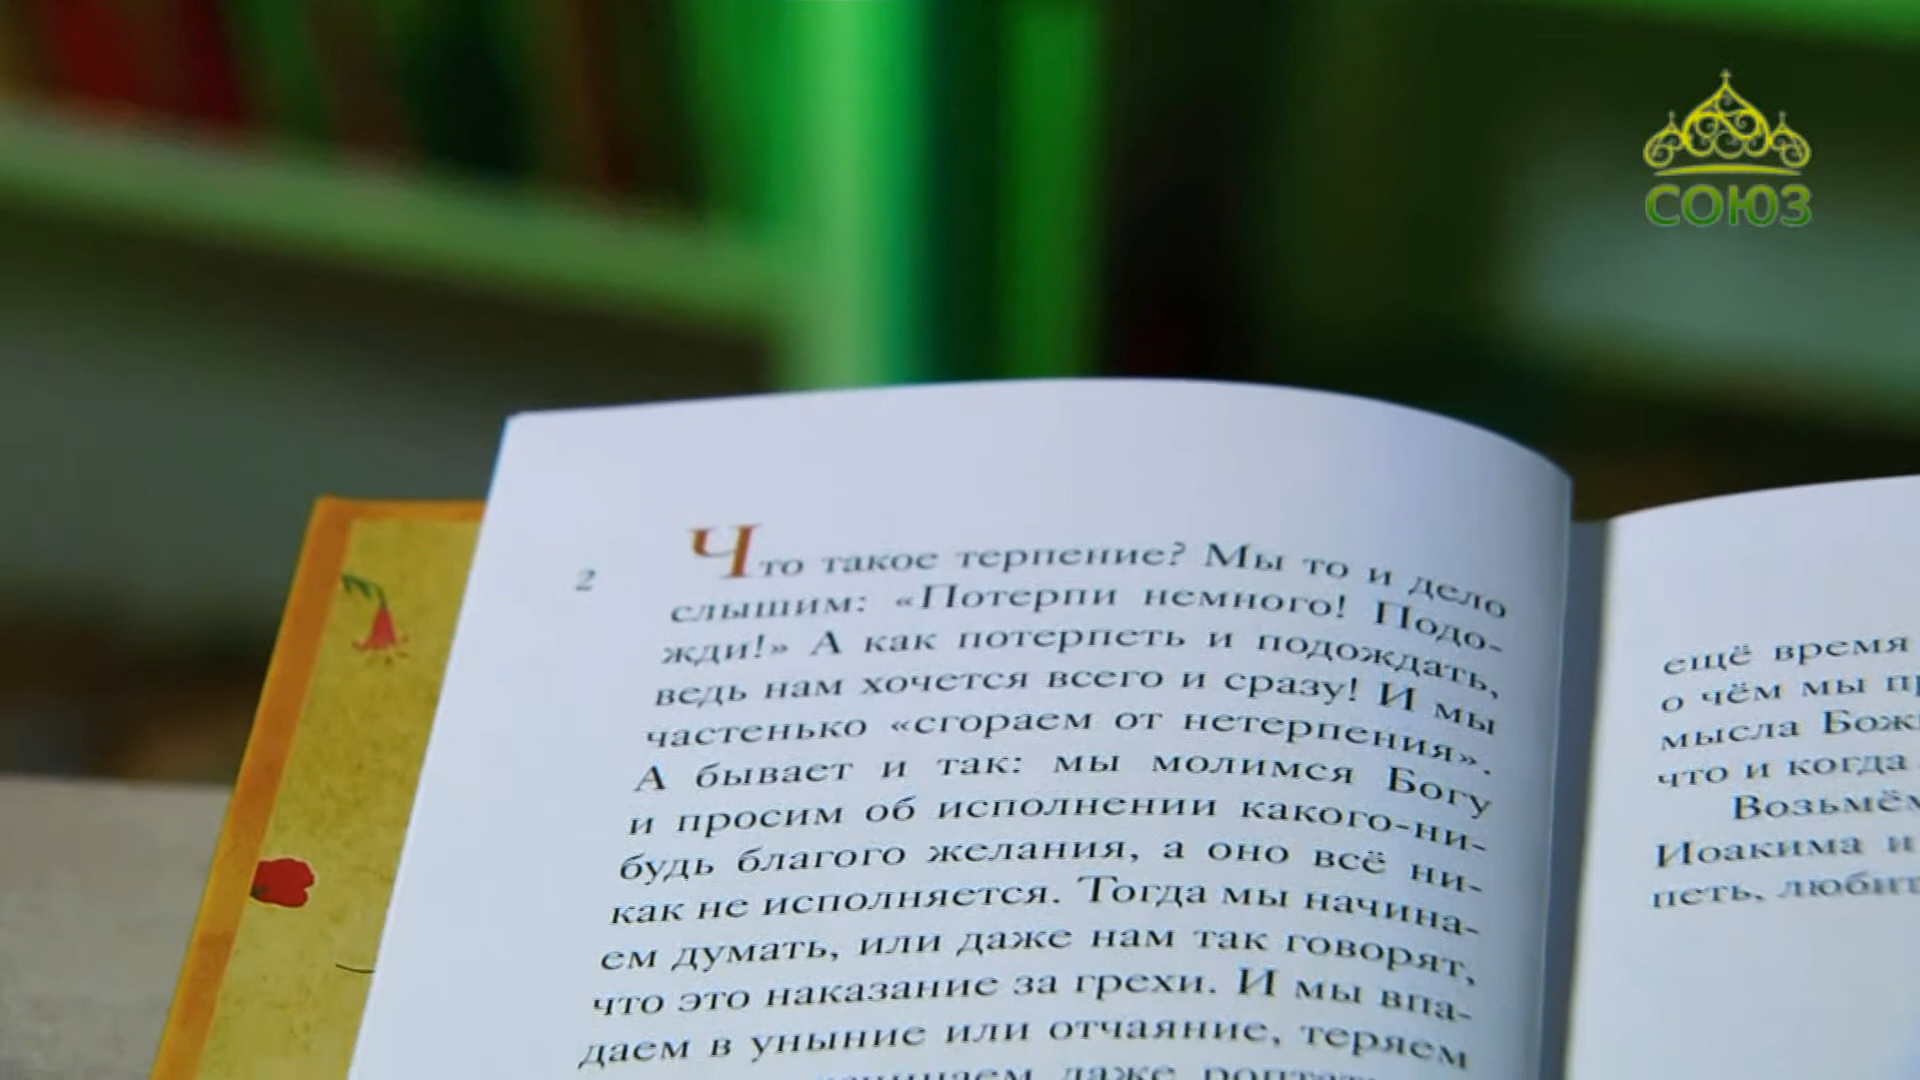 СОЮЗ
2
Что такое терпение? Мы то и дело
слышим: «Потерпи немного! Подо-
жди!» А как потерпеть и подождать,
ведь нам хочется всего и сразу! И мы
частенько «сгораем от нетерпения».
А бывает и так: мы молимся Богу
и просим об исполнении какого-ни-
будь благого желания, а оно всё ни-
как не исполняется. Тогда мы начина-
ем думать, или даже нам так говорят,
что это наказание за грехи. И мы впа-
даем в уныние или отчаяние, теряем
даже
ещё время
о чём мы
мысла
что и когда
Иоакима и
петь,